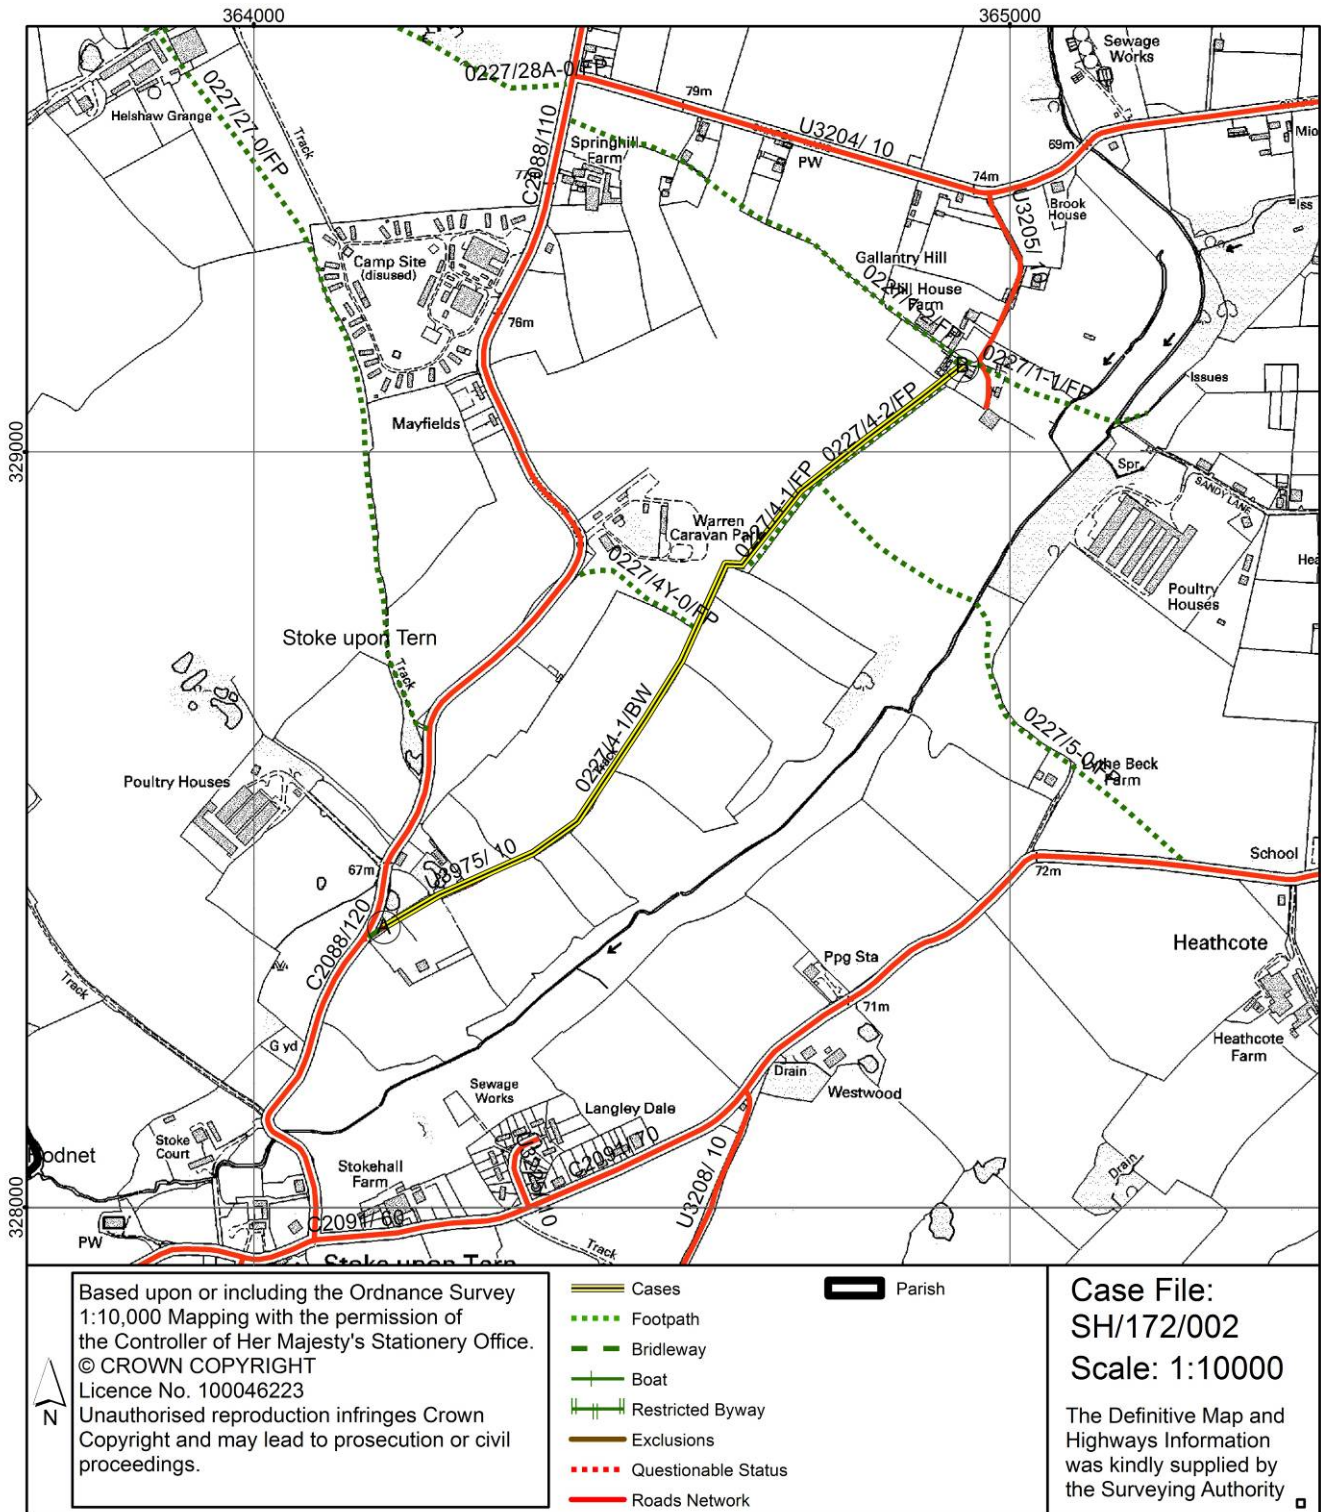 364000
365000
329000
328000
0227/28A-0/FP
79m
U3204/ 10
PW
Sewage
Works
Helshaw Grange
0227/27-0/FP
Track
C2088/110
Springhill
Farm
69m
74m
Brook
House
U3205/ 10
Camp Site
(disused)
Gallantry Hill
Hill House
Farm
76m
B
0227/1-1/FP
Issues
Mayfields
0227/4-2/FP
Spr
SANDY LANE
Warren
Caravan Park
0227/4-1/FP
0227/4Y-0/FP
Poultry
Houses
Stoke upon Tern
Track
0227/4-1/BW
Track
0227/5-0/FP
Lythe Beck
Farm
Poultry Houses
U8975/ 10
67m
72m
School
A
C2088/120
Heathcote
Ppg Sta
71m
Track
G yd
Heathcote
Farm
Drain
Westwood
Sewage
Works
Langley Dale
Stoke
Court
Stokehall
Farm
C2091/ 70
U3208/ 10
Drain
PW
C2091/ 60
Track
Stoke upon Tern
Based upon or including the Ordnance Survey
1:10,000 Mapping with the permission of
the Controller of Her Majesty's Stationery Office.
© CROWN COPYRIGHT
Licence No. 100046223
Unauthorised reproduction infringes Crown
Copyright and may lead to prosecution or civil
proceedings.
N
Cases
Footpath
Bridleway
Boat
Restricted Byway
Exclusions
Questionable Status
Roads Network
Parish
Case File:
SH/172/002
Scale: 1:10000
The Definitive Map and
Highways Information
was kindly supplied by
the Surveying Authority